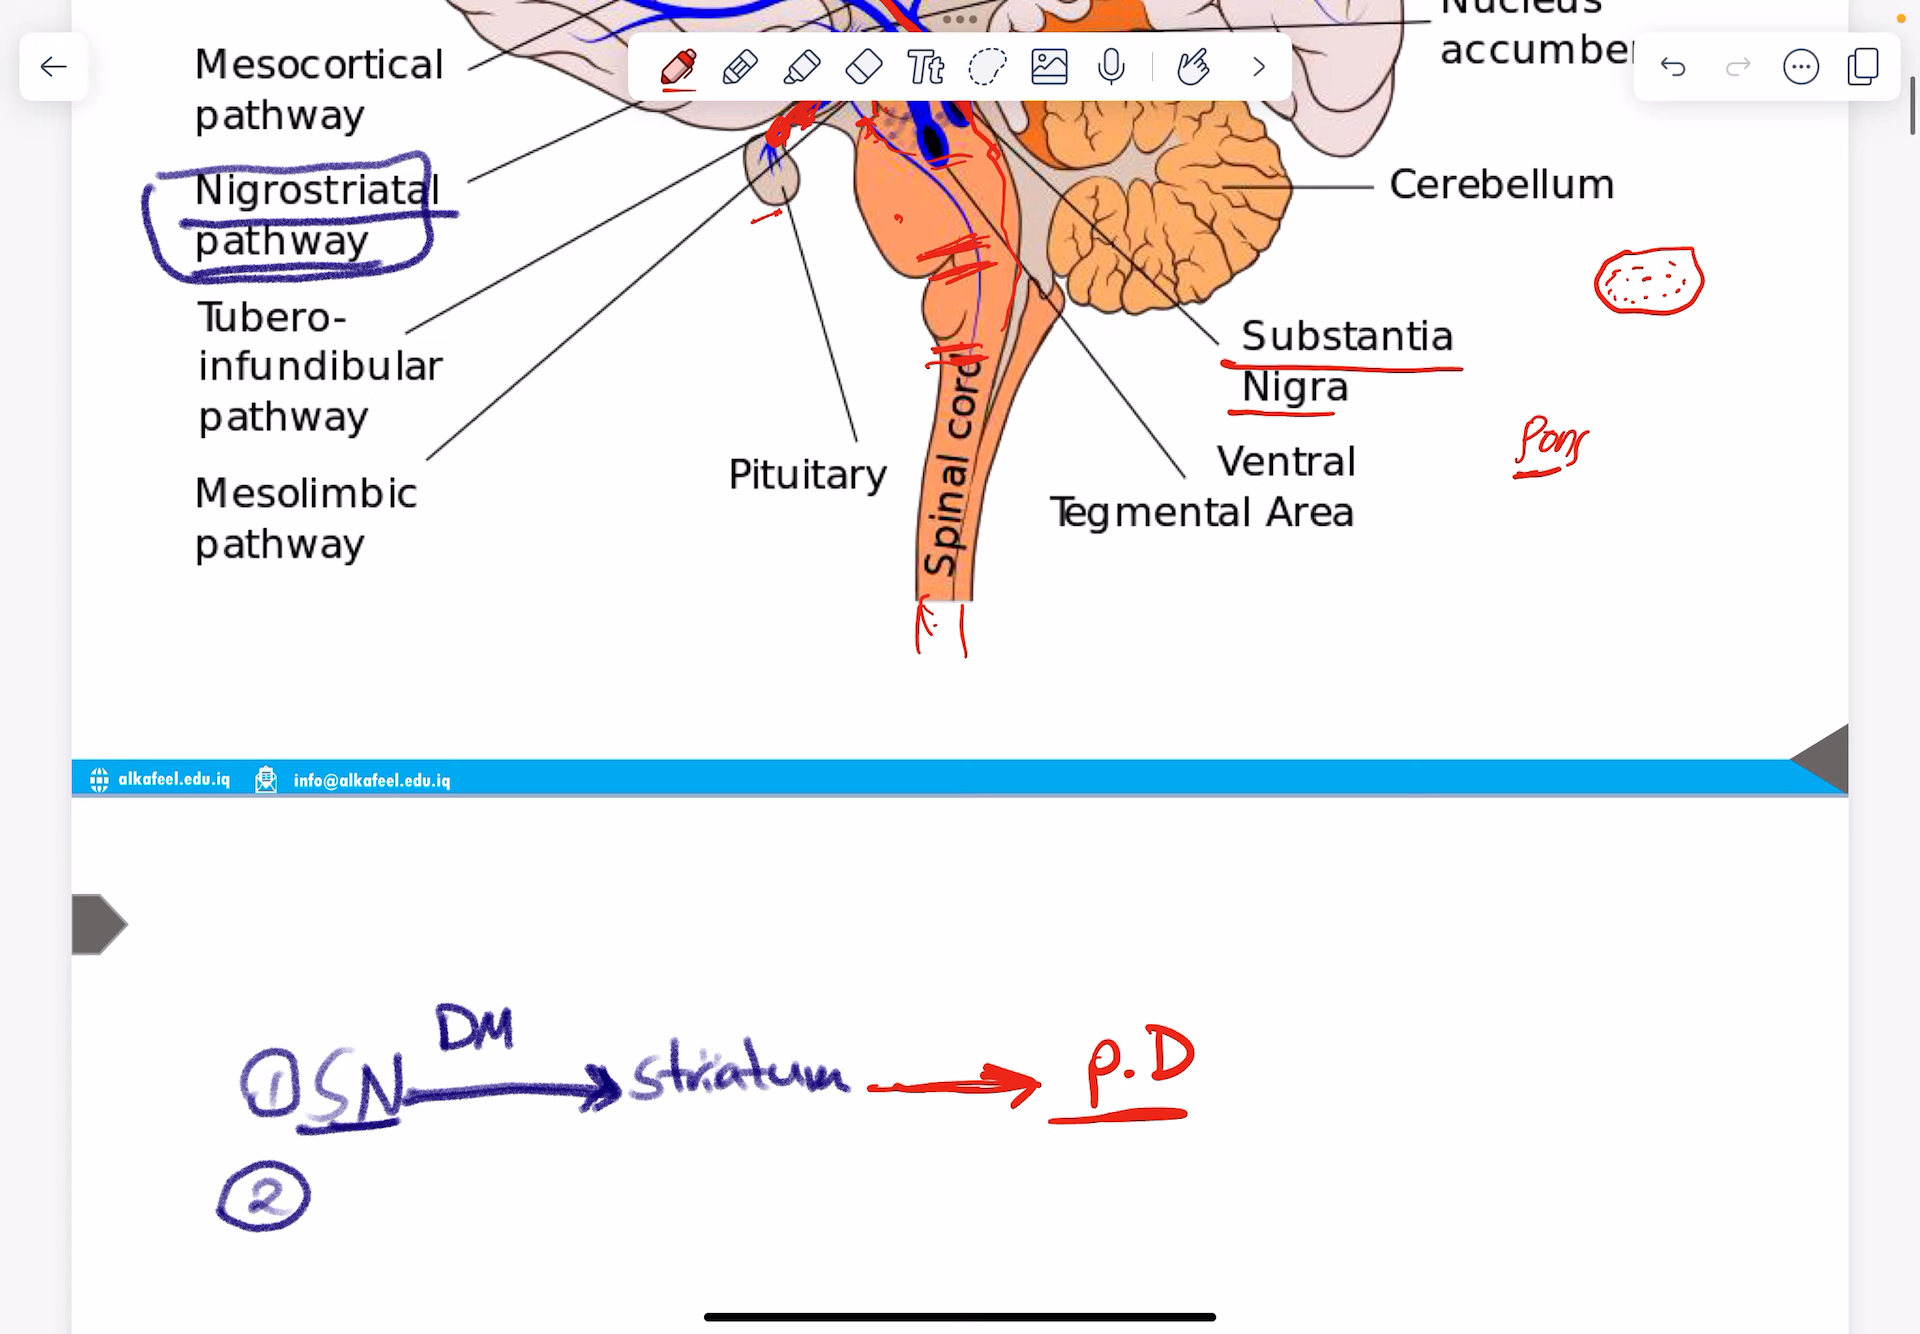 Nucleus
accumbe
Mesocortical
pathway
Nigrostriatal
pathway
Tubero-
infundibular
pathway
Mesolimbic
pathway
Pituitary
Spinal cord
Cerebellum
Substantia
Nigra
Ventral
Tegmental Area
Pons
Tt
alkafeel.edu.iq info@alkafeel.edu.iq
① SN DM striatum P.D
②